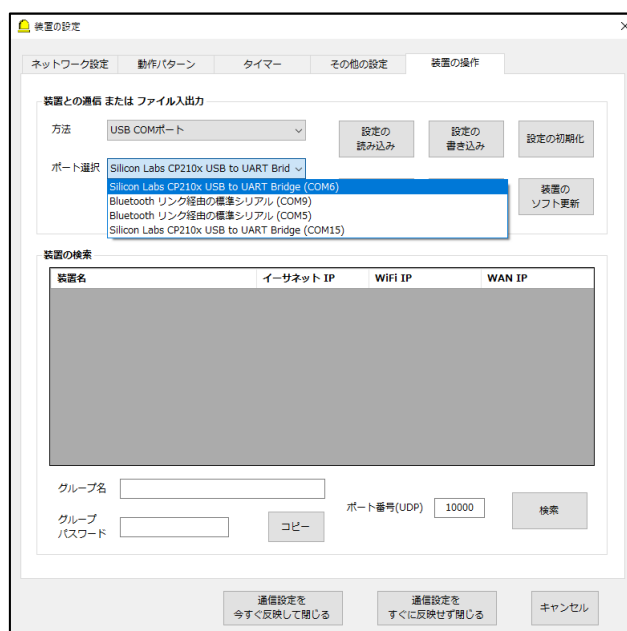 装置の設定
ネットワーク設定 動作パターン タイマー その他の設定 装置の操作
装置との通信 または ファイル入出力
方法 USB COMポート
設定の
読み込み
設定の
書き込み
設定の初期化
ポート選択 Silicon Labs CP210x USB to UART Brid
Silicon Labs CP210x USB to UART Bridge (COM6)
Bluetooth リンク経由の標準シリアル (COM9)
Bluetooth リンク経由の標準シリアル (COM5)
Silicon Labs CP210x USB to UART Bridge (COM15)
装置の
ソフト更新
装置の検索
装置名 イーサネット IP WiFi IP WAN IP
グループ名
グループ
パスワード
コピー
ポート番号(UDP) 10000
検索
通信設定を
今すぐ反映して閉じる
通信設定を
すぐに反映せず閉じる
キャンセル